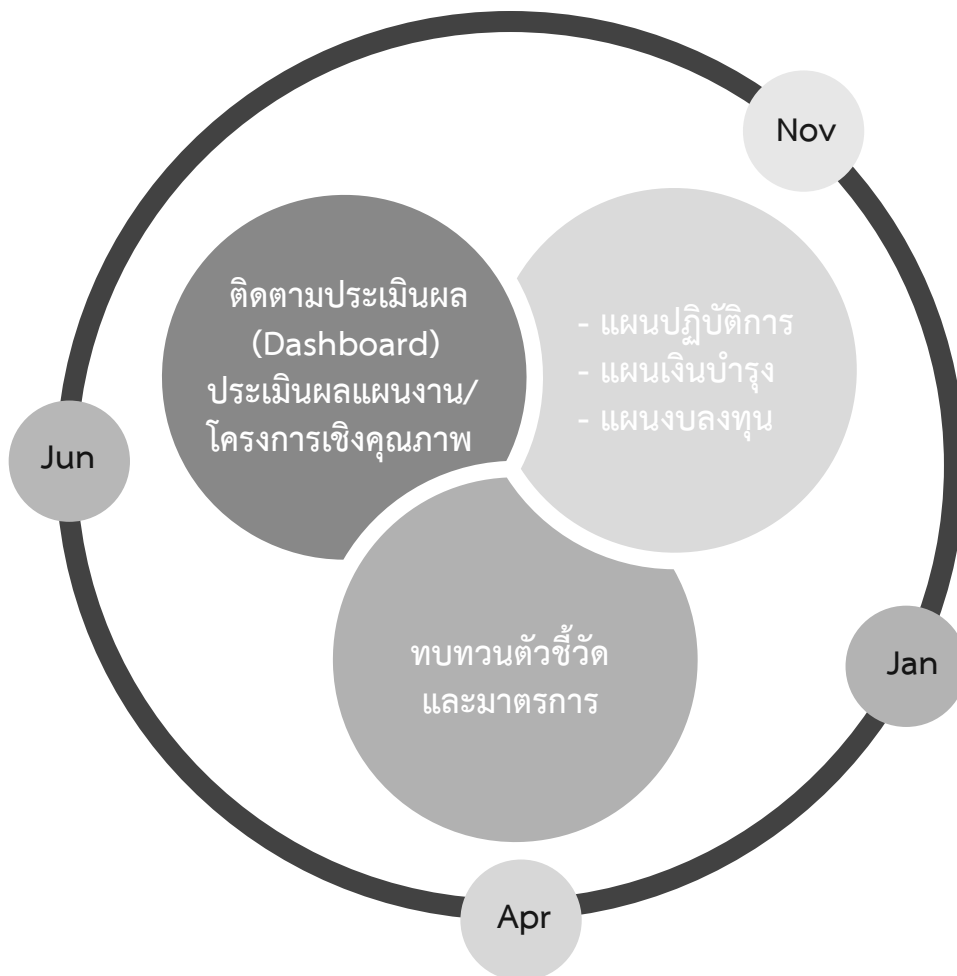 Nov
ติดตามประเมินผล
(Dashboard)
ประเมินผลแผนงาน/
โครงการเชิงคุณภาพ
- แผนปฏิบัติการ
- แผนเงินบำรุง
- แผนงบลงทุน
Jun
ทบทวนตัวชี้วัด
และมาตรการ
Jan
Apr